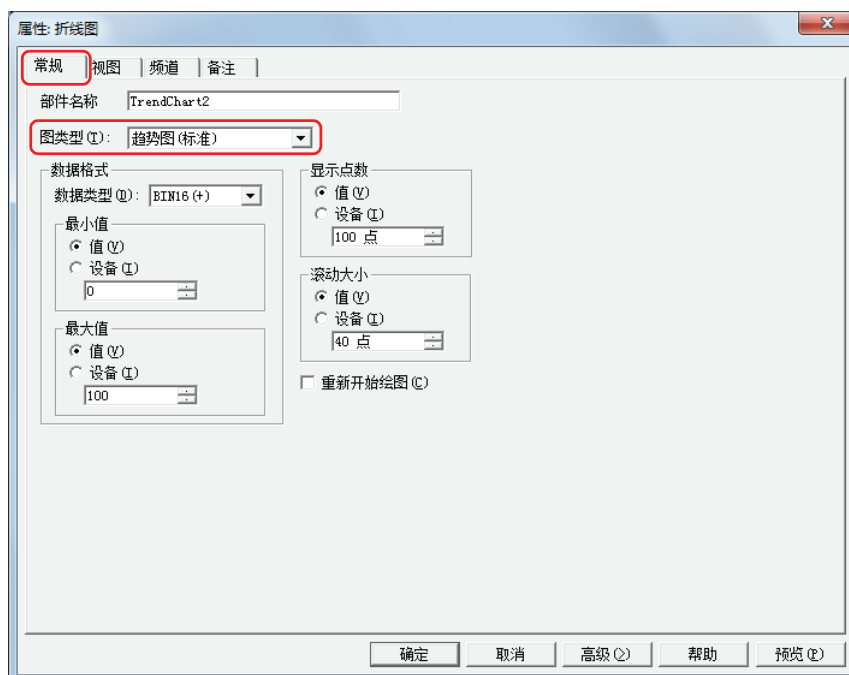 属性: 折线图
常规 视图 频道 备注
部件名称 TrendChart2
图类型(T): 趋势图(标准)
数据格式
数据类型(D): BIN16(+)
最小值
值(V)
设备(I)
0
最大值
值(V)
设备(I)
100
显示点数
值(V)
设备(I)
100 点
滚动大小
值(V)
设备(I)
40 点
重新开始绘图(C)
确定 取消 高级(2) 帮助 预览(P)